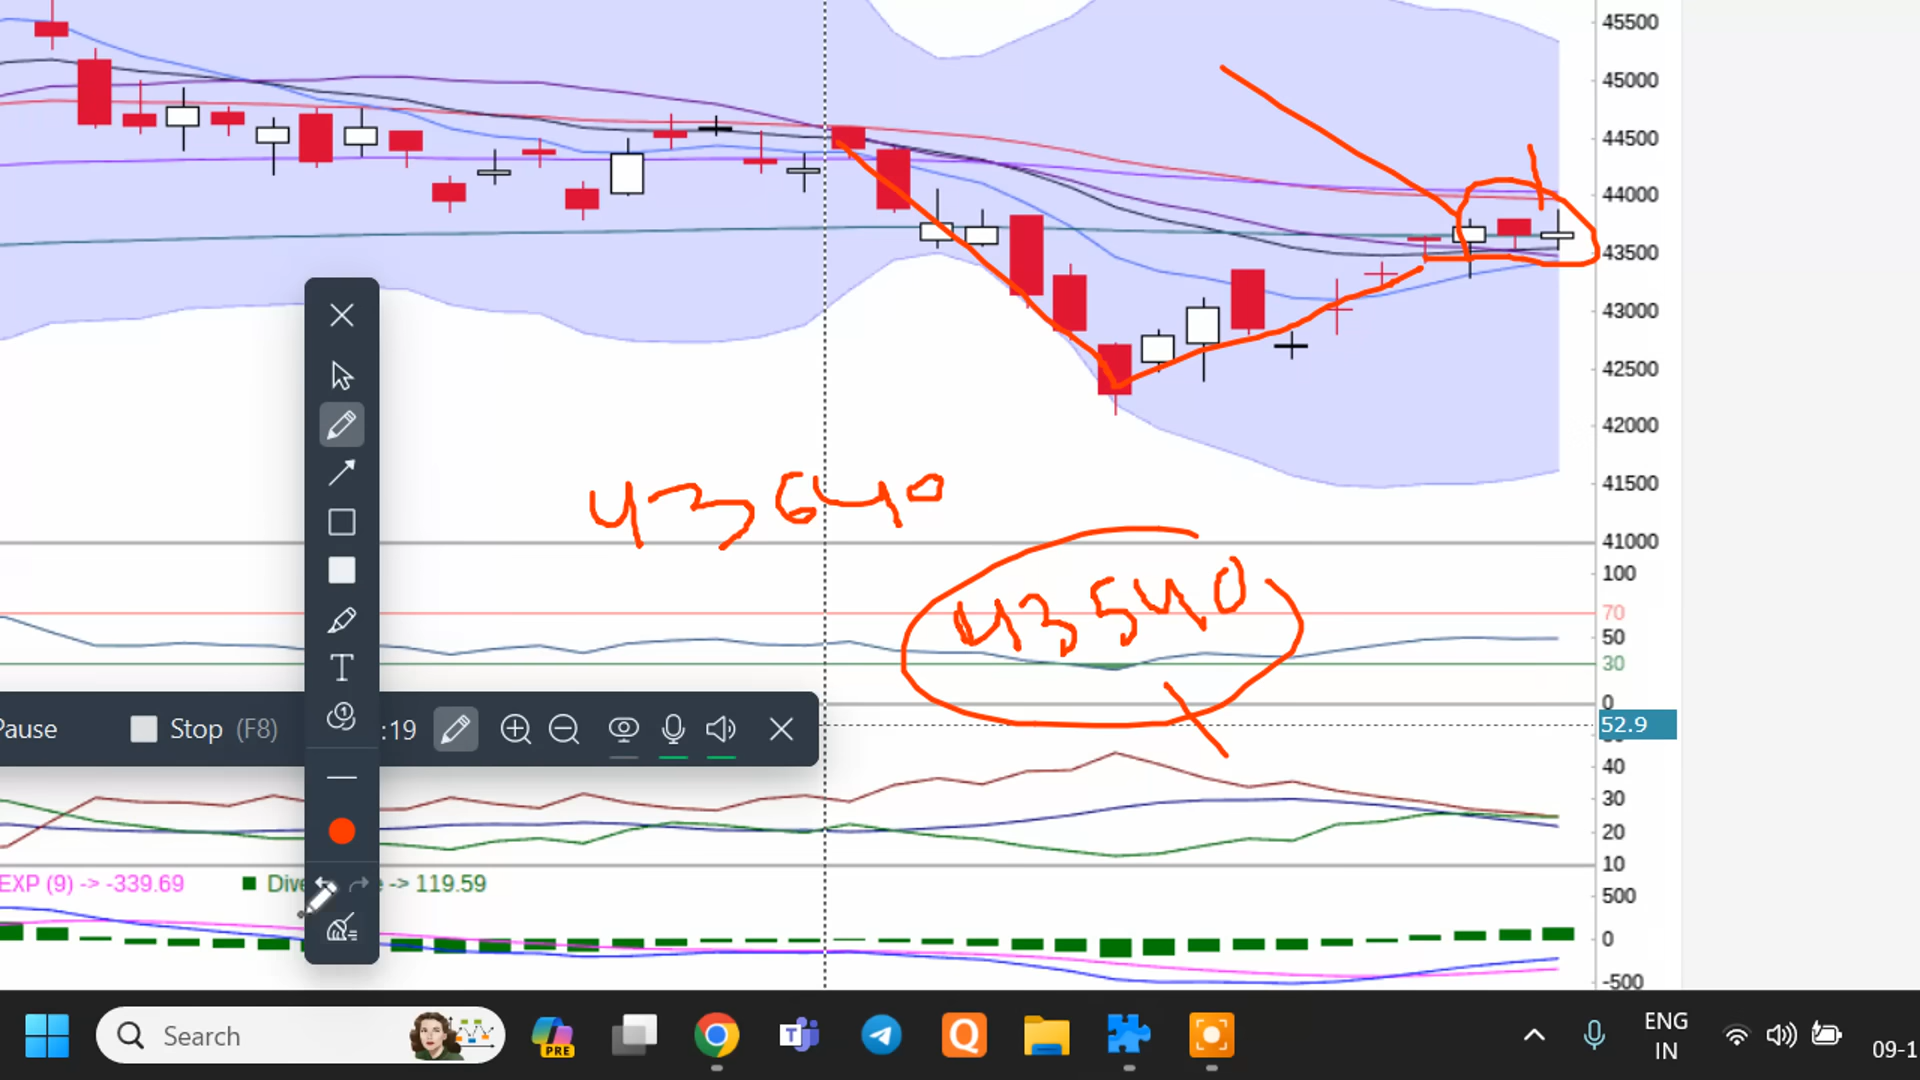 45500
45000
44500
44000
43500
43000
42500
42000
41500
41000
43640
43540
100
70
50
30
0
Pause
Stop (F8)
:19
52.9
40
30
20
10
EXP (9) -> -339.69
Dive
e -> 119.59
500
0
-500
T
1
Search
PRE
T
Q
ENG
IN
09-1